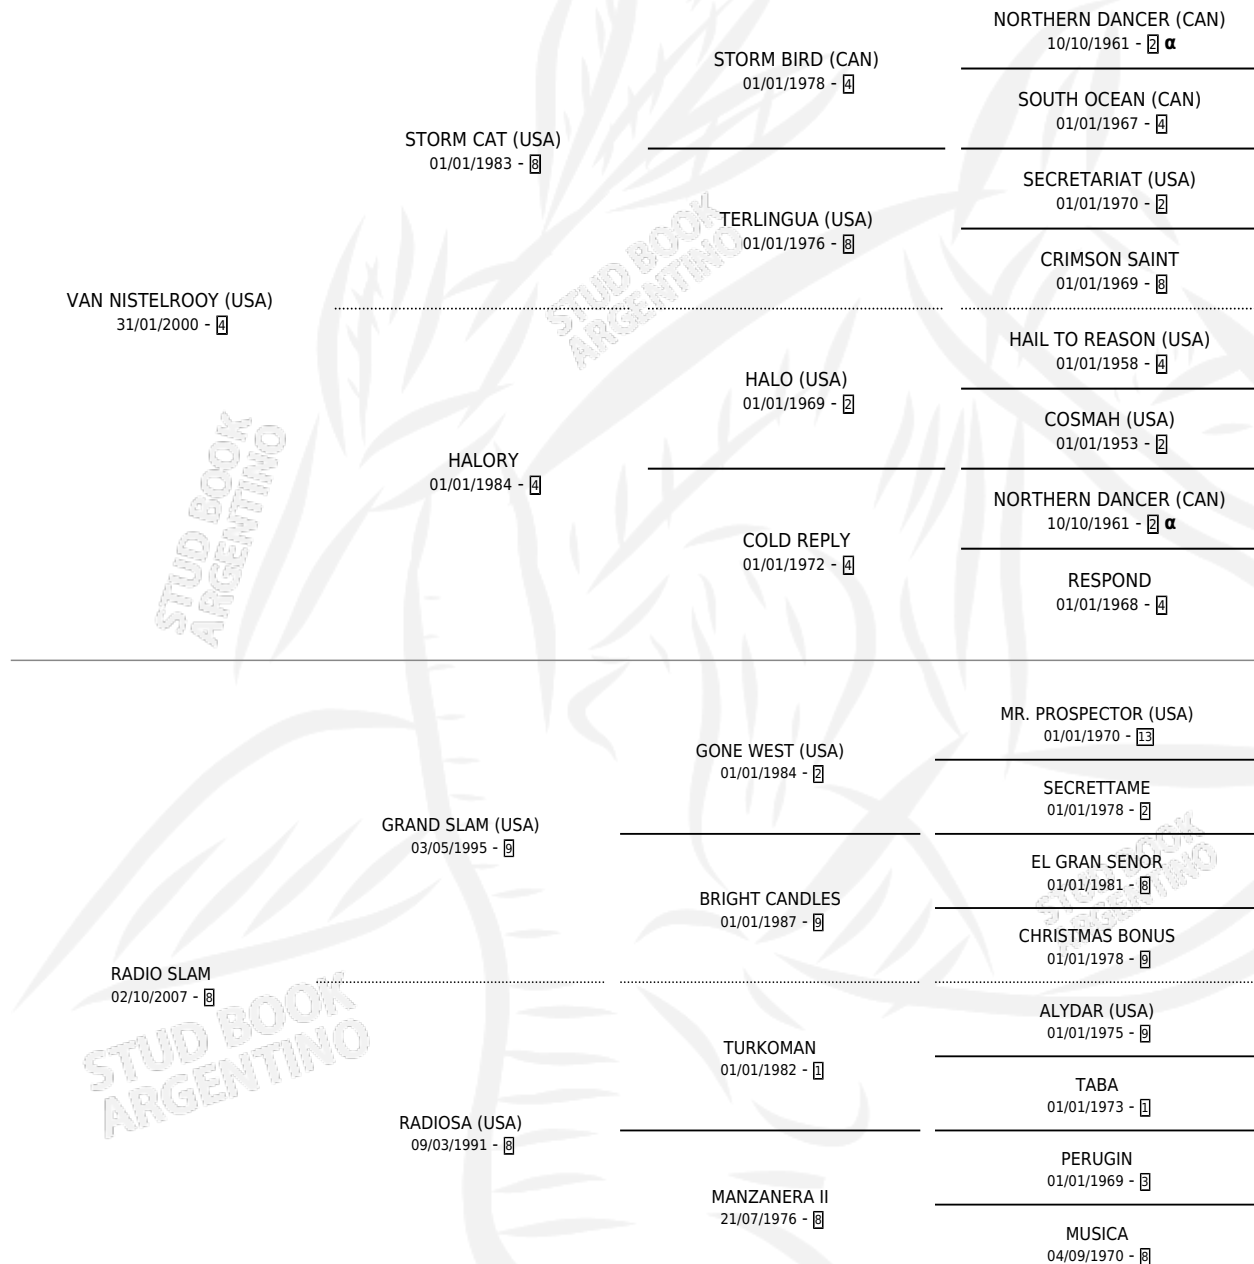 NORTHERN DANCER (CAN)
10/10/1961 - 2 α
STORM BIRD (CAN)
01/01/1978 - 4
SOUTH OCEAN (CAN)
01/01/1967 - 4
STORM CAT (USA)
01/01/1983 - 8
SECRETARIAT (USA)
01/01/1970 - 2
TERLINGUA (USA)
01/01/1976 - 8
CRIMSON SAINT
01/01/1969 - 8
VAN NISTELROOY (USA)
31/01/2000 - 4
HAIL TO REASON (USA)
01/01/1958 - 4
HALO (USA)
01/01/1969 - 2
COSMAH (USA)
01/01/1953 - 2
HALORY
01/01/1984 - 4
NORTHERN DANCER (CAN)
10/10/1961 - 2 α
COLD REPLY
01/01/1972 - 4
RESPOND
01/01/1968 - 4
MR. PROSPECTOR (USA)
01/01/1970 - 13
GONE WEST (USA)
01/01/1984 - 2
SECRETTAME
01/01/1978 - 2
GRAND SLAM (USA)
03/05/1995 - 9
EL GRAN SENOR
01/01/1981 - 8
BRIGHT CANDLES
01/01/1987 - 9
CHRISTMAS BONUS
01/01/1978 - 9
RADIO SLAM
02/10/2007 - 8
ALYDAR (USA)
01/01/1975 - 9
TURKOMAN
01/01/1982 - 1
TABA
01/01/1973 - 1
RADIOSA (USA)
09/03/1991 - 8
PERUGIN
01/01/1969 - 3
MANZANERA II
21/07/1976 - 8
MUSICA
04/09/1970 - 8
STUD BOOK
ARGENTINO
STUD BOOK
ARGENTINO
STUD BOOK
ARGENTINO
STUD BOOK
ARGENTINO